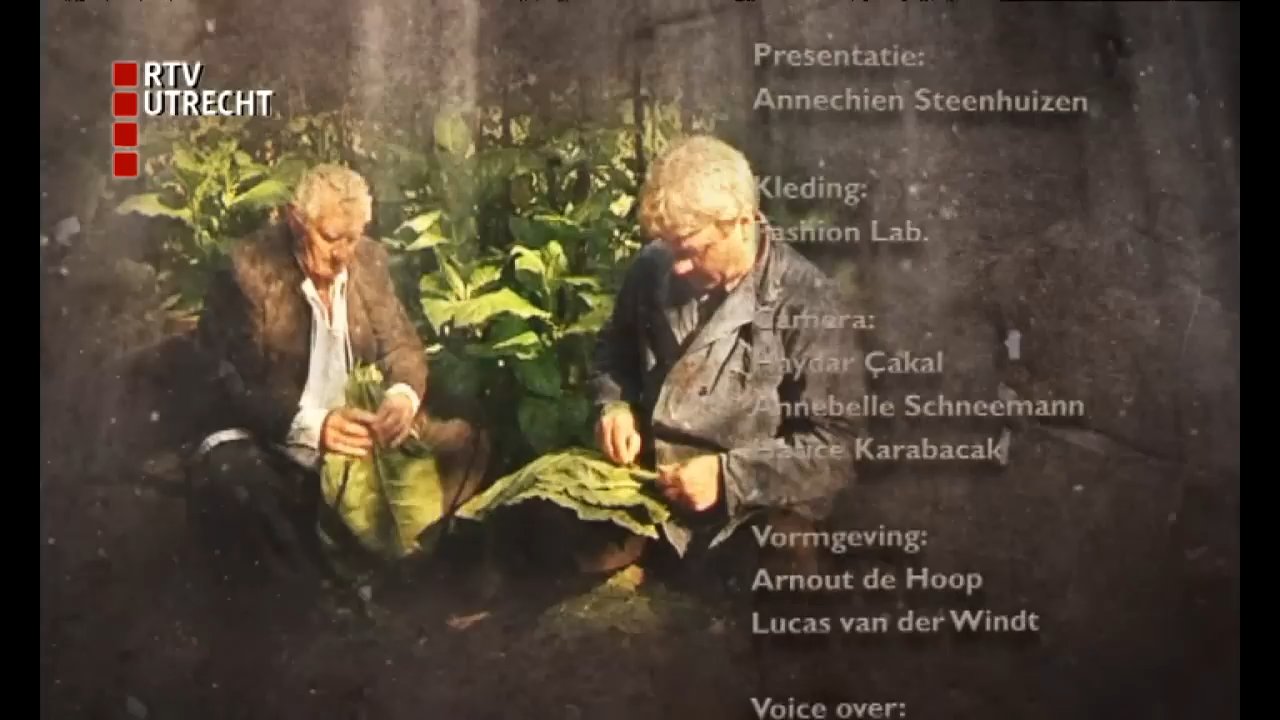 RTV
UTRECHT
Presentatie:
Annechien Steenhuizen
Kleding:
Fashion Lab.
Camera:
Haydar Çakal
Annebelle Schneemann
Hatice Karabacak
Vormgeving:
Arnout de Hoop
Lucas van der Windt
Voice over: